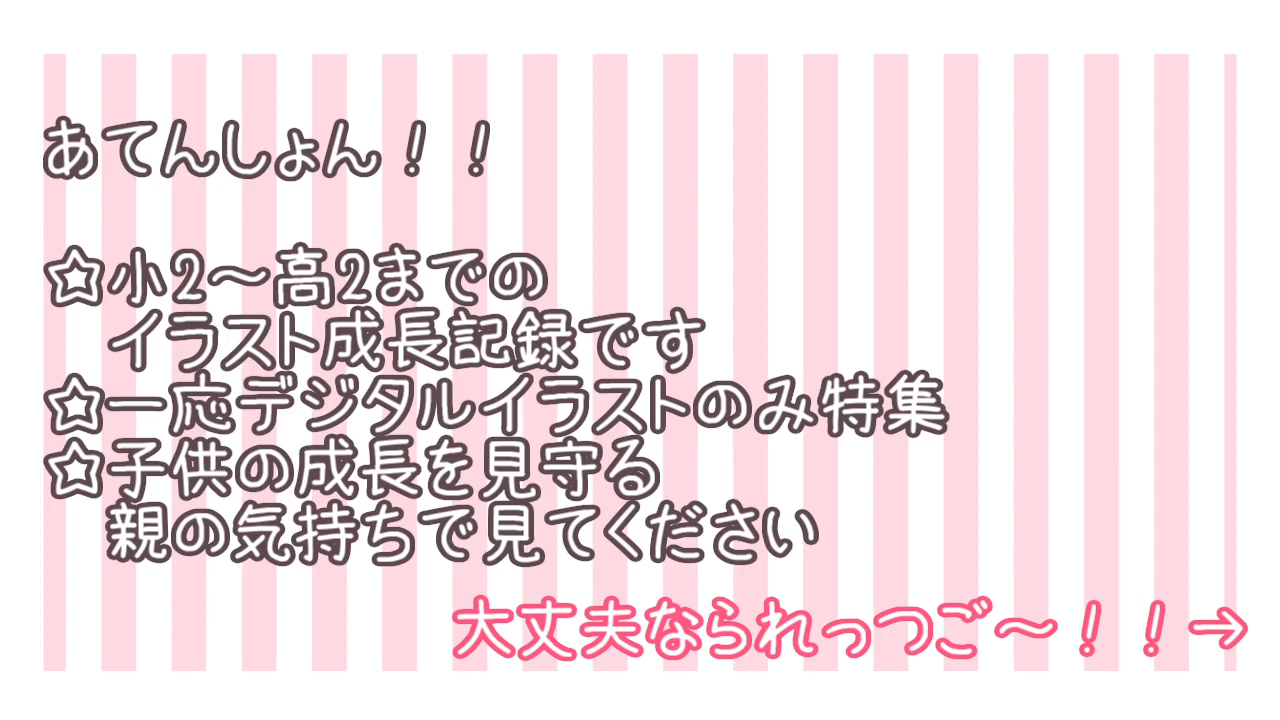 あてんしょん！！
☆小2〜高2までの
イラスト成長記録です
☆一応デジタルイラストのみ特集
☆子供の成長を見守る
親の気持ちで見てください
大丈夫なられっつご〜！！→